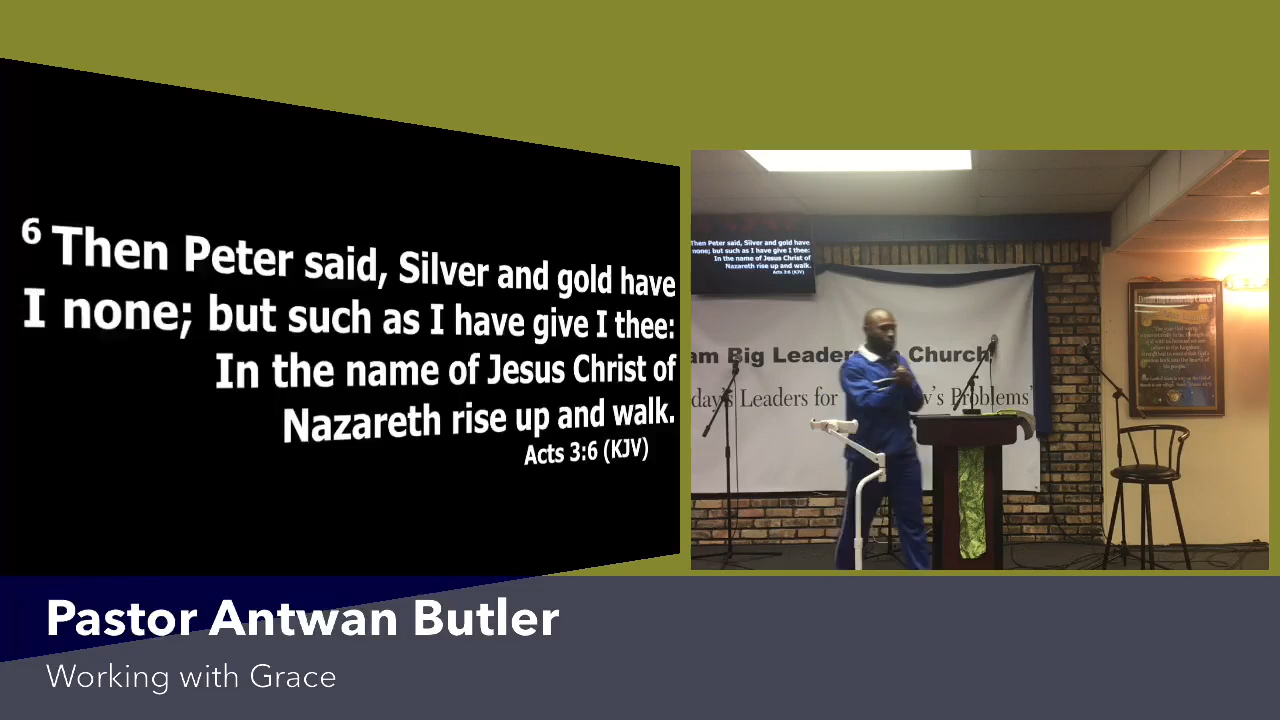 6 Then Peter said, Silver and gold have
I none; but such as I have give I thee:
In the name of Jesus Christ of
Nazareth rise up and walk.
Acts 3:6 (KJV)
Then Peter said, Silver and gold have
none; but such as I have give I thee:
In the name of Jesus Christ of
Nazareth rise up and walk.
Acts 3:6 (KJV)
am Big Leaders Church
day's Leaders for w's Problems'
Church
Pastor Antwan Butler
Working with Grace